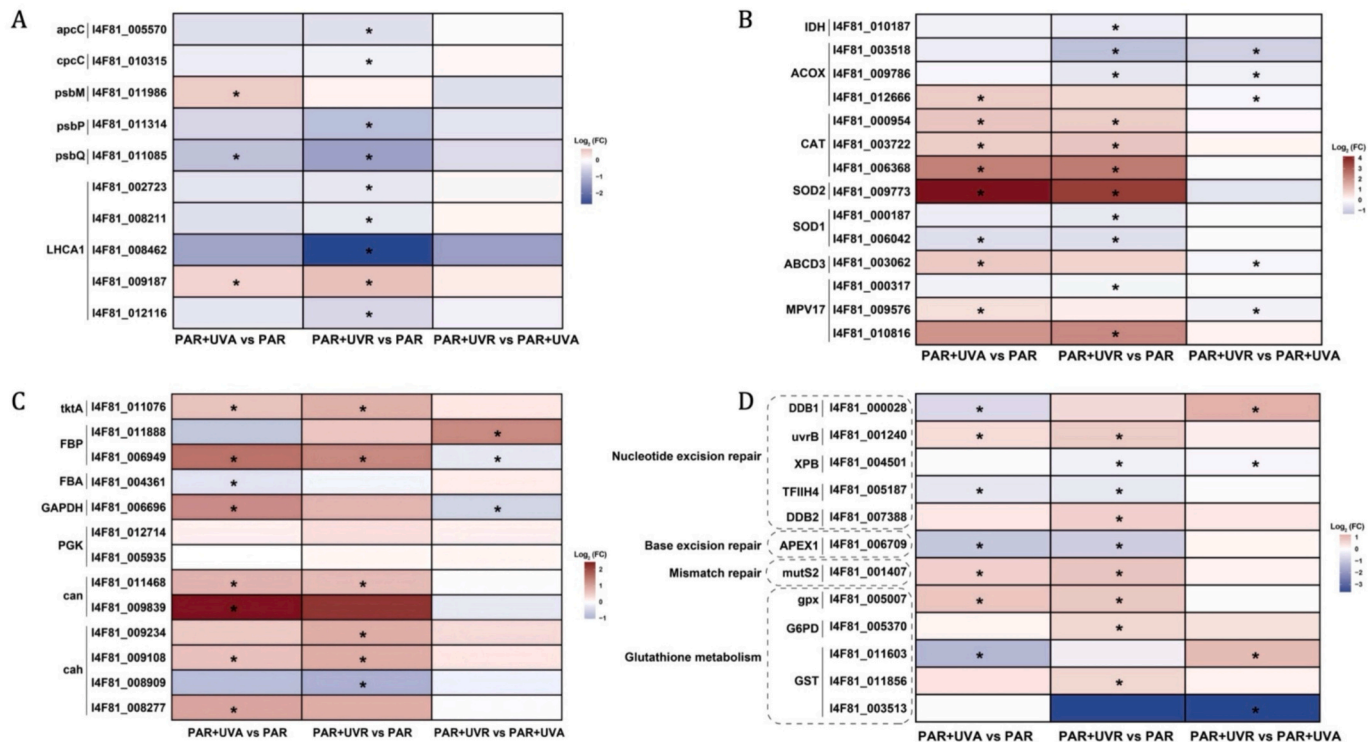 A
apcC I4F81_005570 *
cpcC I4F81_010315 *
psbM I4F81_011986 *
psbP I4F81_011314 *
psbQ I4F81_011085 * *
I4F81_002723 *
I4F81_008211 *
LHCA1 I4F81_008462 *
I4F81_009187 * *
I4F81_012116 *
PAR+UVA vs PAR PAR+UVR vs PAR PAR+UVR vs PAR+UVA
Log2 (FC)
0
−1
−2
B
IDH I4F81_010187 *
I4F81_003518 * *
ACOX I4F81_009786 * *
I4F81_012666 * *
I4F81_000954 * *
CAT I4F81_003722 * *
I4F81_006368 * *
SOD2 I4F81_009773 * *
I4F81_000187 *
SOD1
I4F81_006042 * *
ABCD3 I4F81_003062 * *
I4F81_000317 *
MPV17 I4F81_009576 * *
I4F81_010816 *
PAR+UVA vs PAR PAR+UVR vs PAR PAR+UVR vs PAR+UVA
Log2 (FC)
4
3
2
1
0
−1
C
tktA I4F81_011076 * *
I4F81_011888 *
FBP
I4F81_006949 * * *
FBA I4F81_004361 *
GAPDH I4F81_006696 * *
I4F81_012714
PGK
I4F81_005935
I4F81_011468 * *
can
I4F81_009839 *
I4F81_009234 *
I4F81_009108 * *
cah
I4F81_008909 *
I4F81_008277 *
PAR+UVA vs PAR PAR+UVR vs PAR PAR+UVR vs PAR+UVA
Log2 (FC)
2
1
0
−1
D
DDB1 I4F81_000028 * *
uvrB I4F81_001240 * *
Nucleotide excision repair XPB I4F81_004501 * *
TFIIH4 I4F81_005187 * *
DDB2 I4F81_007388 *
Base excision repair APEX1 I4F81_006709 * *
Mismatch repair mutS2 I4F81_001407 * *
gpx I4F81_005007 * *
G6PD I4F81_005370 *
Glutathione metabolism I4F81_011603 * *
GST I4F81_011856 *
I4F81_003513 *
PAR+UVA vs PAR PAR+UVR vs PAR PAR+UVR vs PAR+UVA
Log2 (FC)
1
0
−1
−2
−3